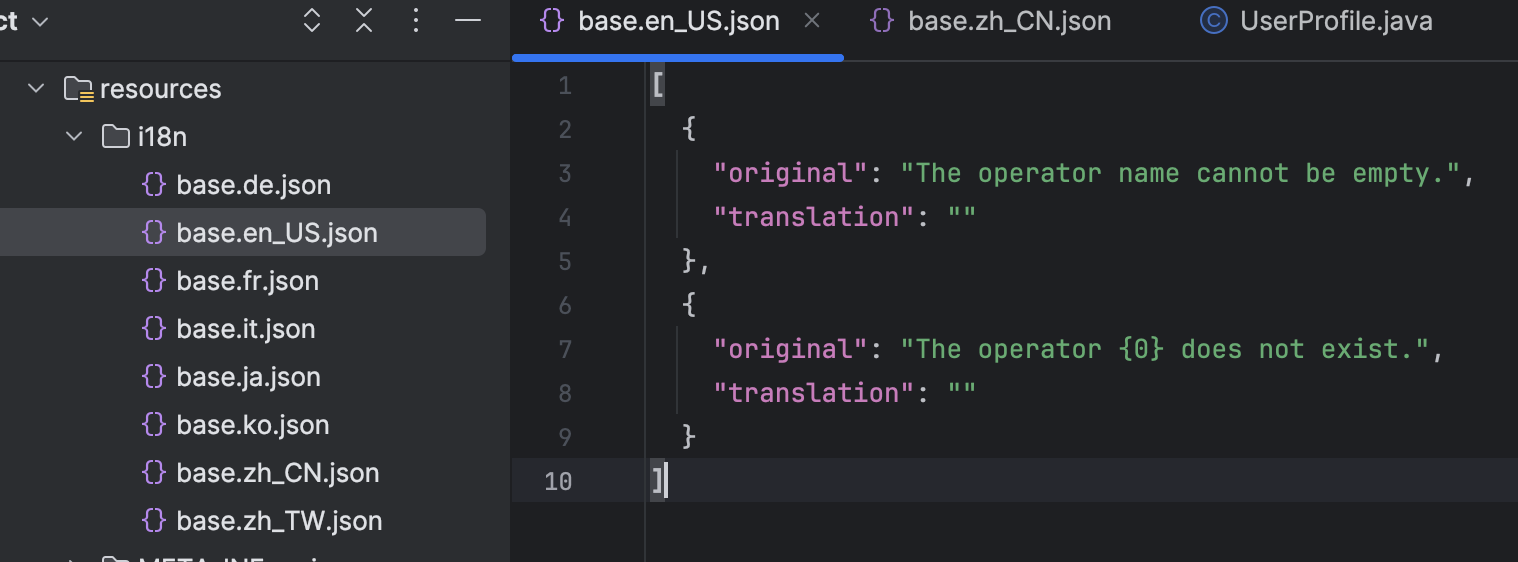 ct
base.en_US.json
base.zh_CN.json
UserProfile.java
resources
i18n
base.de.json
base.en_US.json
base.fr.json
base.it.json
base.ja.json
base.ko.json
base.zh_CN.json
base.zh_TW.json
1 [
2 {
3 "original": "The operator name cannot be empty.",
4 "translation": ""
5 },
6 {
7 "original": "The operator {0} does not exist.",
8 "translation": ""
9 }
10 ]